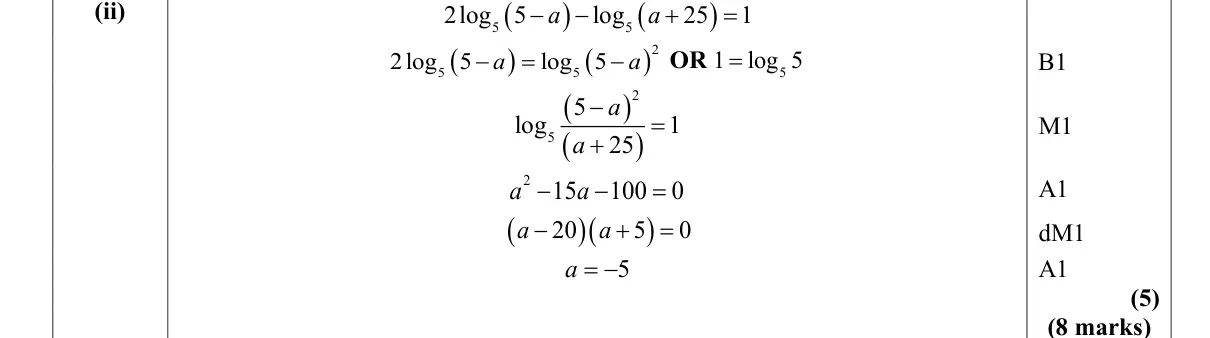 (ii) 2log₅(5−a)−log₅(a+25)=1
2log₅(5−a)=log₅(5−a)² OR 1=log₅5 B1
log₅ (5−a)²/(a+25) =1 M1
a²−15a−100=0 A1
(a−20)(a+5)=0 dM1
a=−5 A1
(5)
(8 marks)